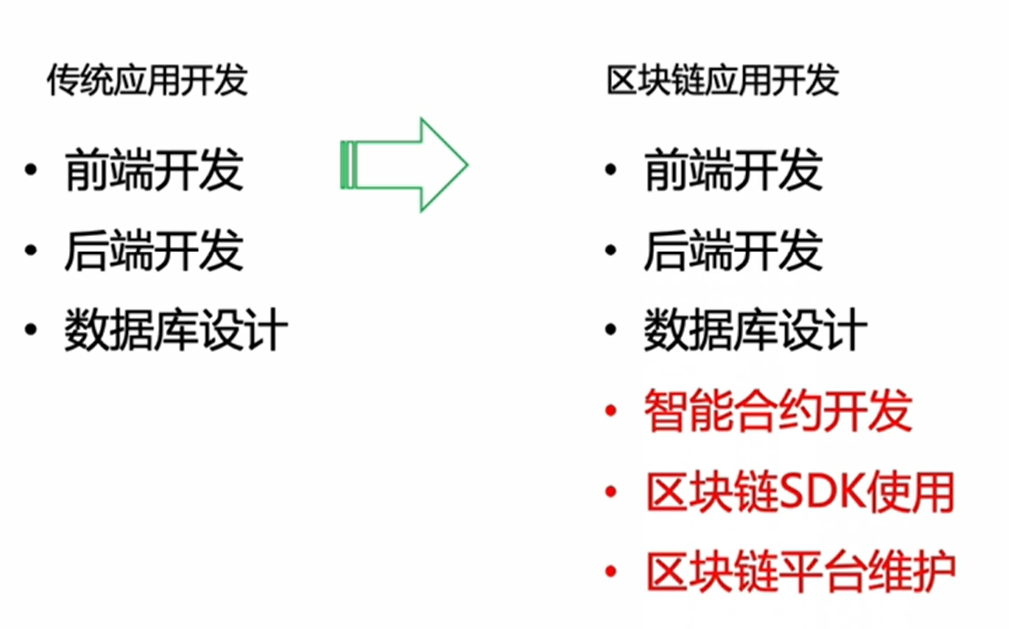 传统应用开发
• 前端开发
• 后端开发
• 数据库设计
区块链应用开发
• 前端开发
• 后端开发
• 数据库设计
• 智能合约开发
• 区块链SDK使用
• 区块链平台维护